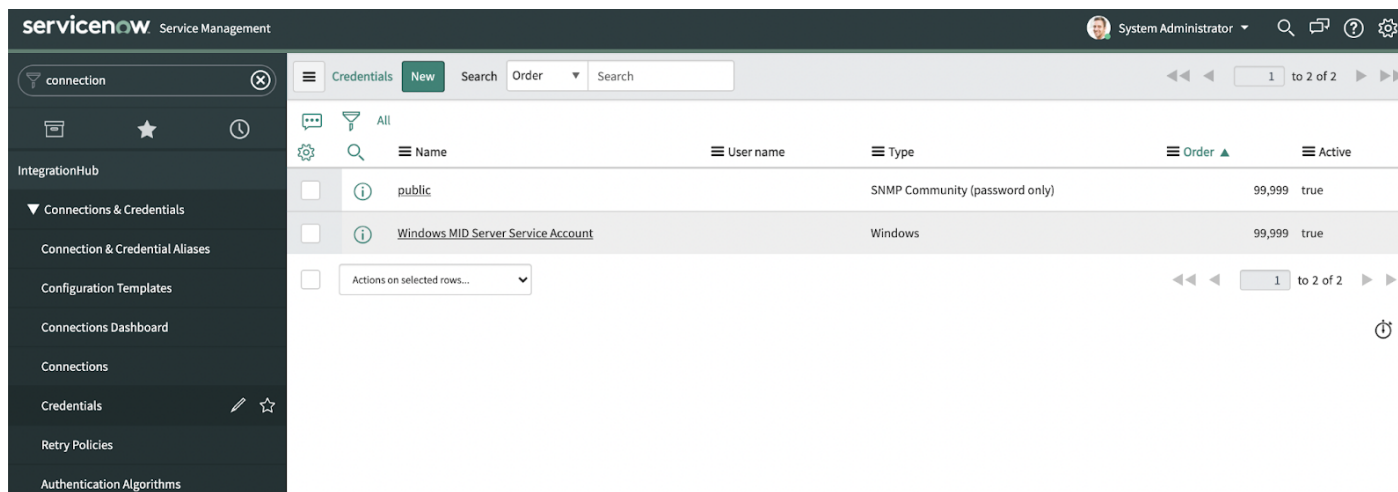 servicenow. Service Management
System Administrator
connection
Credentials New Search Order Search 1 to 2 of 2
All
Name User name Type Order Active
IntegrationHub
public SNMP Community (password only) 99,999 true
Connections & Credentials
Windows MID Server Service Account Windows 99,999 true
Connection & Credential Aliases
Actions on selected rows... 1 to 2 of 2
Configuration Templates
Connections Dashboard
Connections
Credentials
Retry Policies
Authentication Algorithms